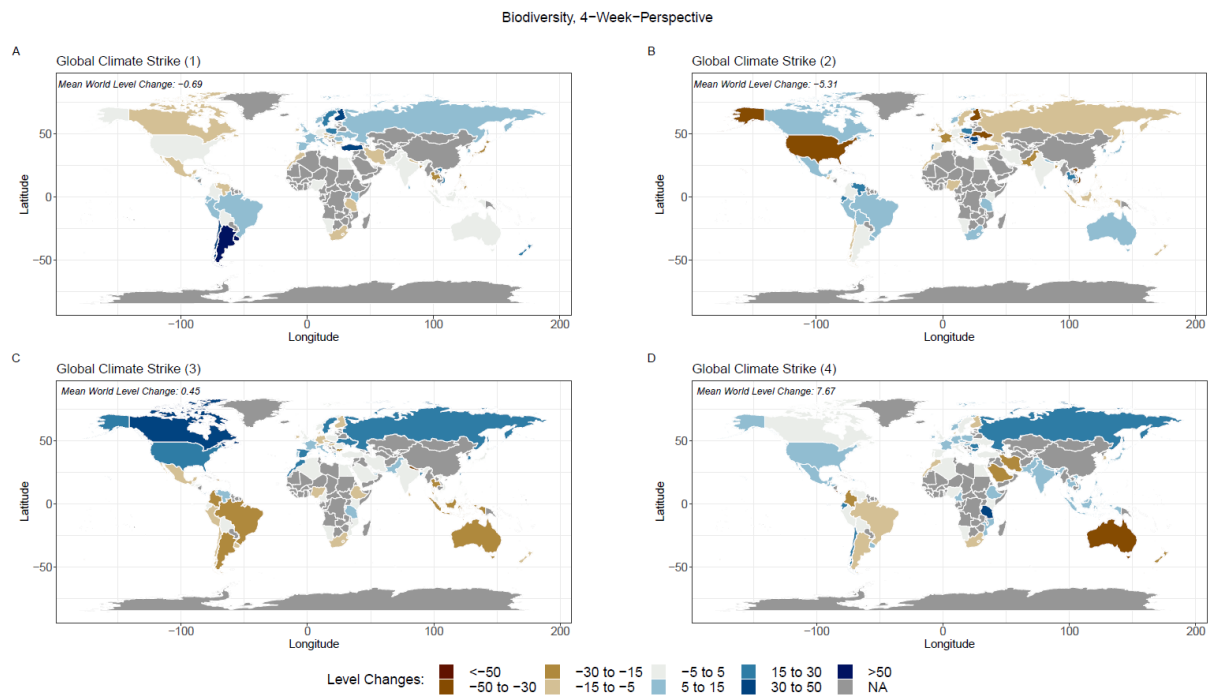 Biodiversity, 4−Week−Perspective
A
Global Climate Strike (1)
Mean World Level Change: −0.69
50
0
−50
Latitude
−100
0
100
200
Longitude
B
Global Climate Strike (2)
Mean World Level Change: −5.31
50
0
−50
Latitude
−100
0
100
200
Longitude
C
Global Climate Strike (3)
Mean World Level Change: 0.45
50
0
−50
Latitude
−100
0
100
200
Longitude
D
Global Climate Strike (4)
Mean World Level Change: 7.67
50
0
−50
Latitude
−100
0
100
200
Longitude
Level Changes:
<−50
−50 to −30
−30 to −15
−15 to −5
−5 to 5
5 to 15
15 to 30
30 to 50
>50
NA